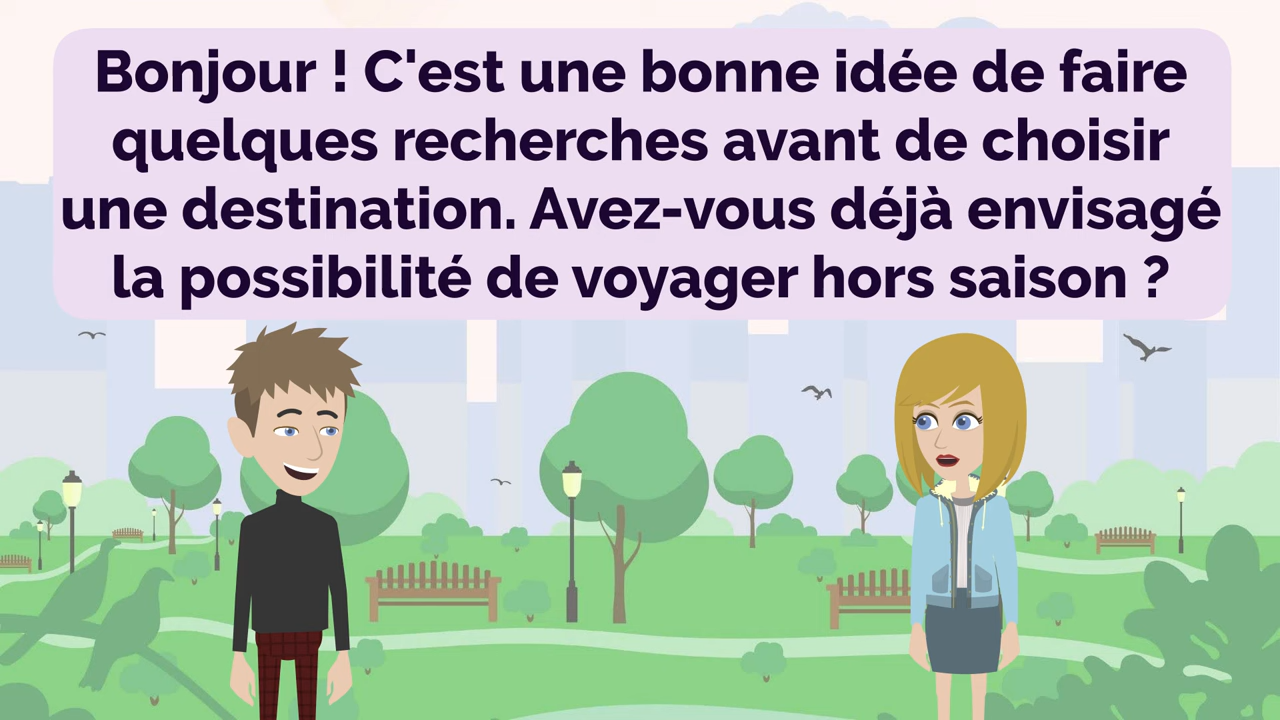 Bonjour ! C'est une bonne idée de faire
quelques recherches avant de choisir
une destination. Avez-vous déjà envisagé
la possibilité de voyager hors saison ?